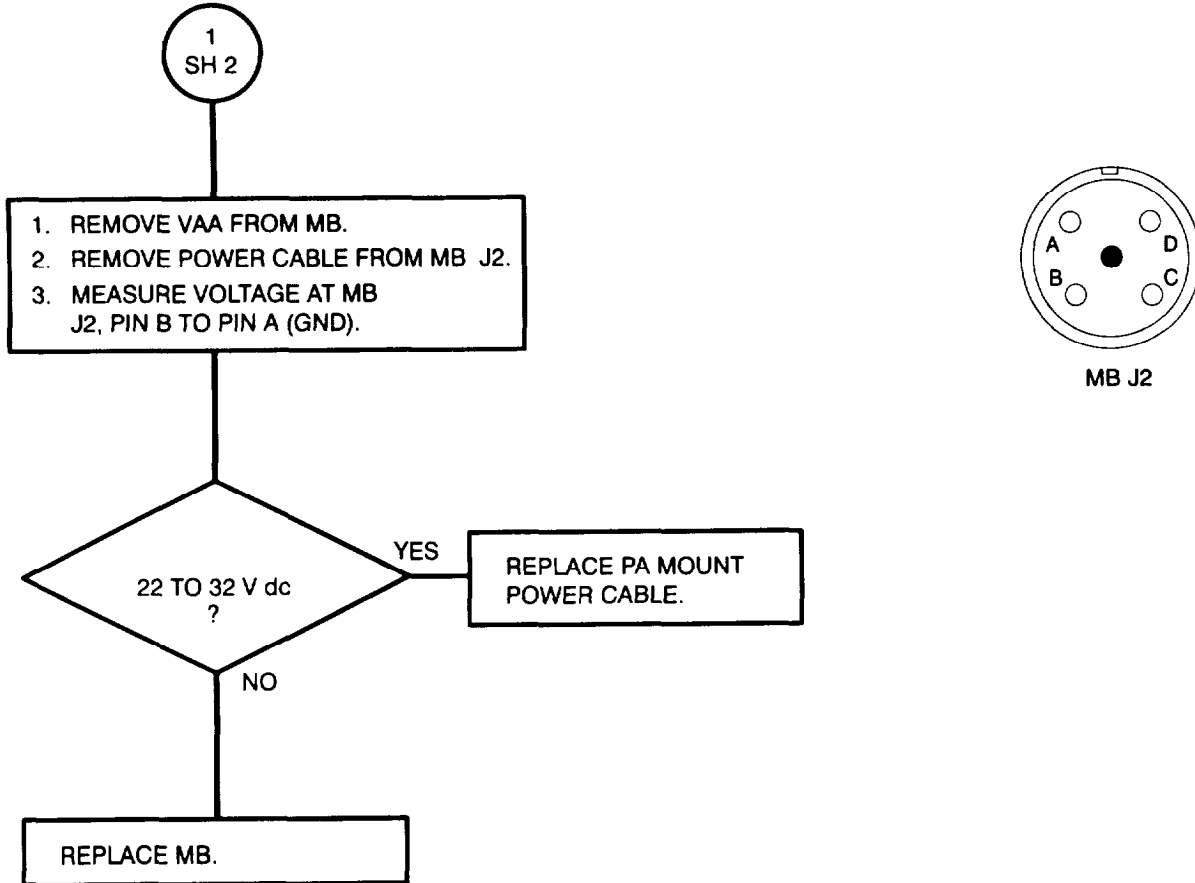 1
SH 2
1. REMOVE VAA FROM MB.
2. REMOVE POWER CABLE FROM MB J2.
3. MEASURE VOLTAGE AT MB
J2, PIN B TO PIN A (GND).
A
D
B
C
MB J2
22 TO 32 V dc
?
YES
REPLACE PA MOUNT
POWER CABLE.
NO
REPLACE MB.